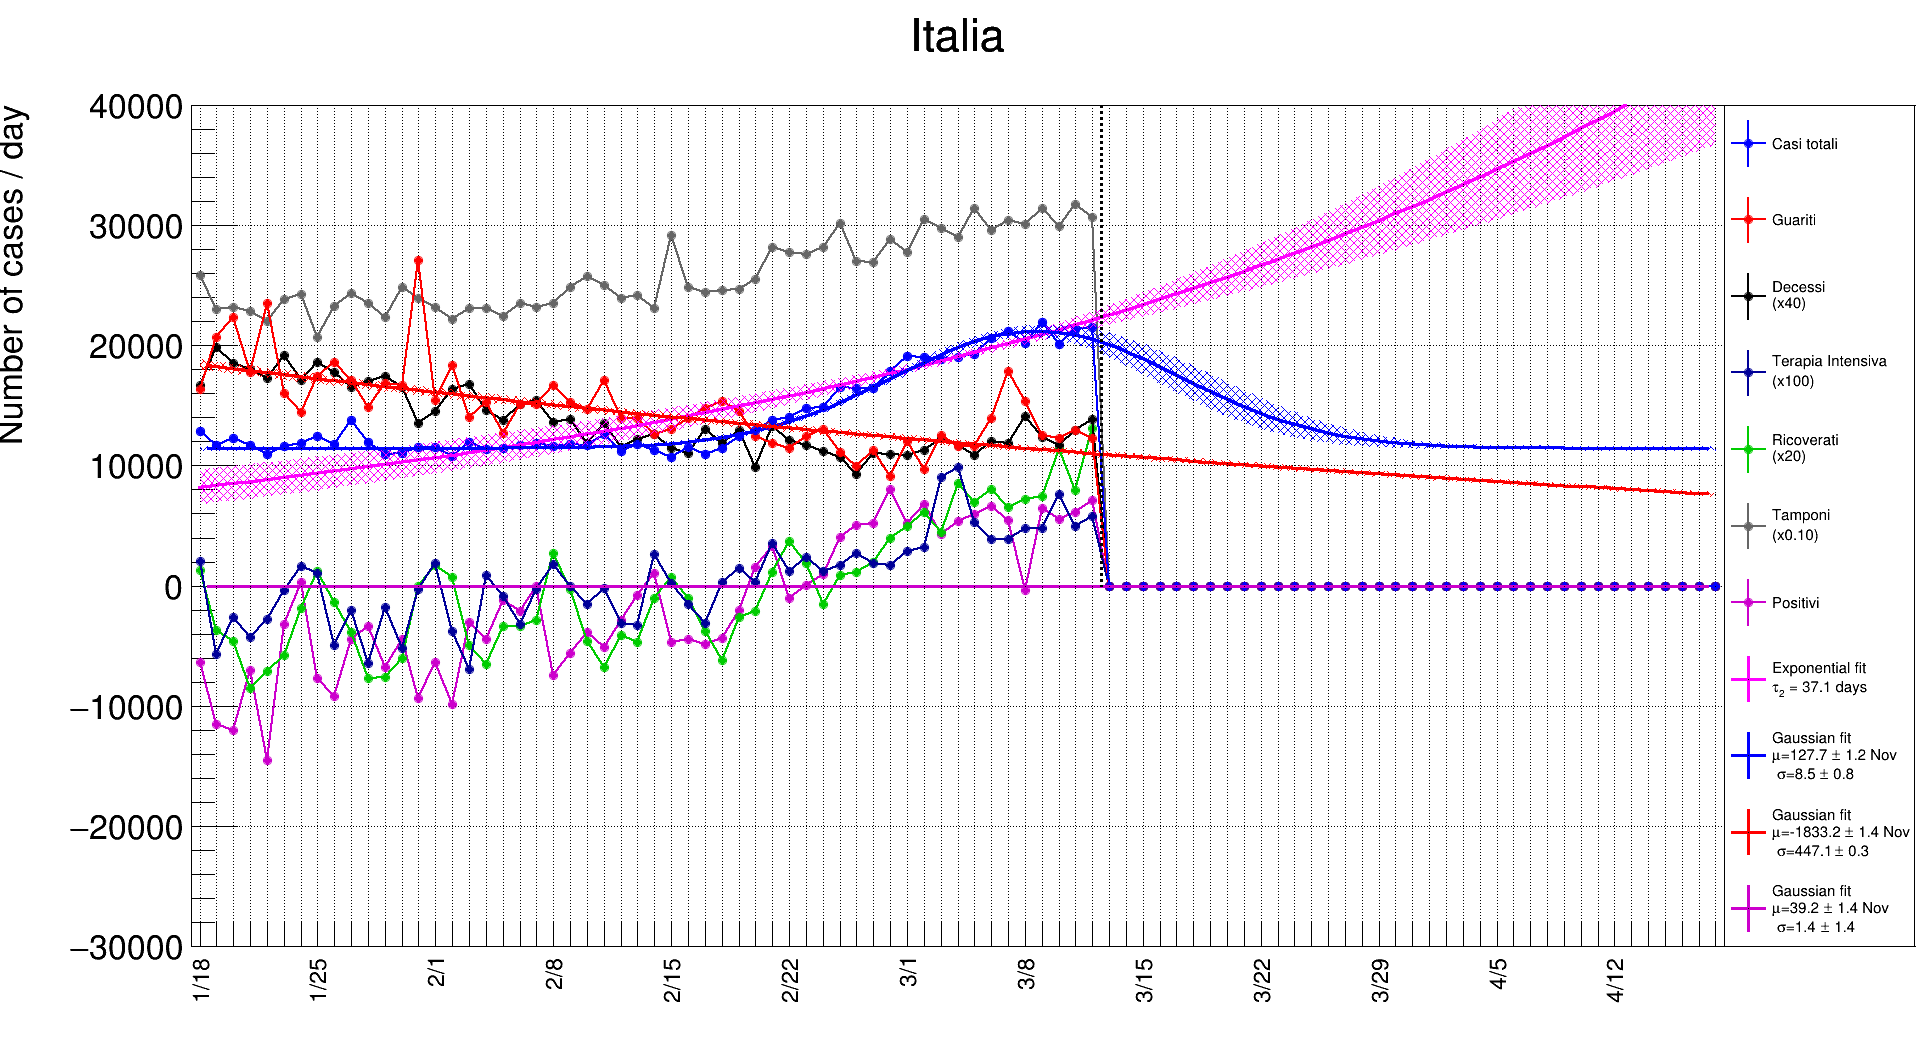 Italia
Number of cases / day
40000
30000
20000
10000
0
−10000
−20000
−30000
1/18
1/25
2/1
2/8
2/15
2/22
3/1
3/8
3/15
3/22
3/29
4/5
4/12
Casi totali
Guariti
Decessi
(x40)
Terapia Intensiva
(x100)
Ricoverati
(x20)
Tamponi
(x0.10)
Positivi
Exponential fit
τ2 = 37.1 days
Gaussian fit
μ=127.7 ± 1.2 Nov
σ=8.5 ± 0.8
Gaussian fit
μ=-1833.2 ± 1.4 Nov
σ=447.1 ± 0.3
Gaussian fit
μ=39.2 ± 1.4 Nov
σ=1.4 ± 1.4